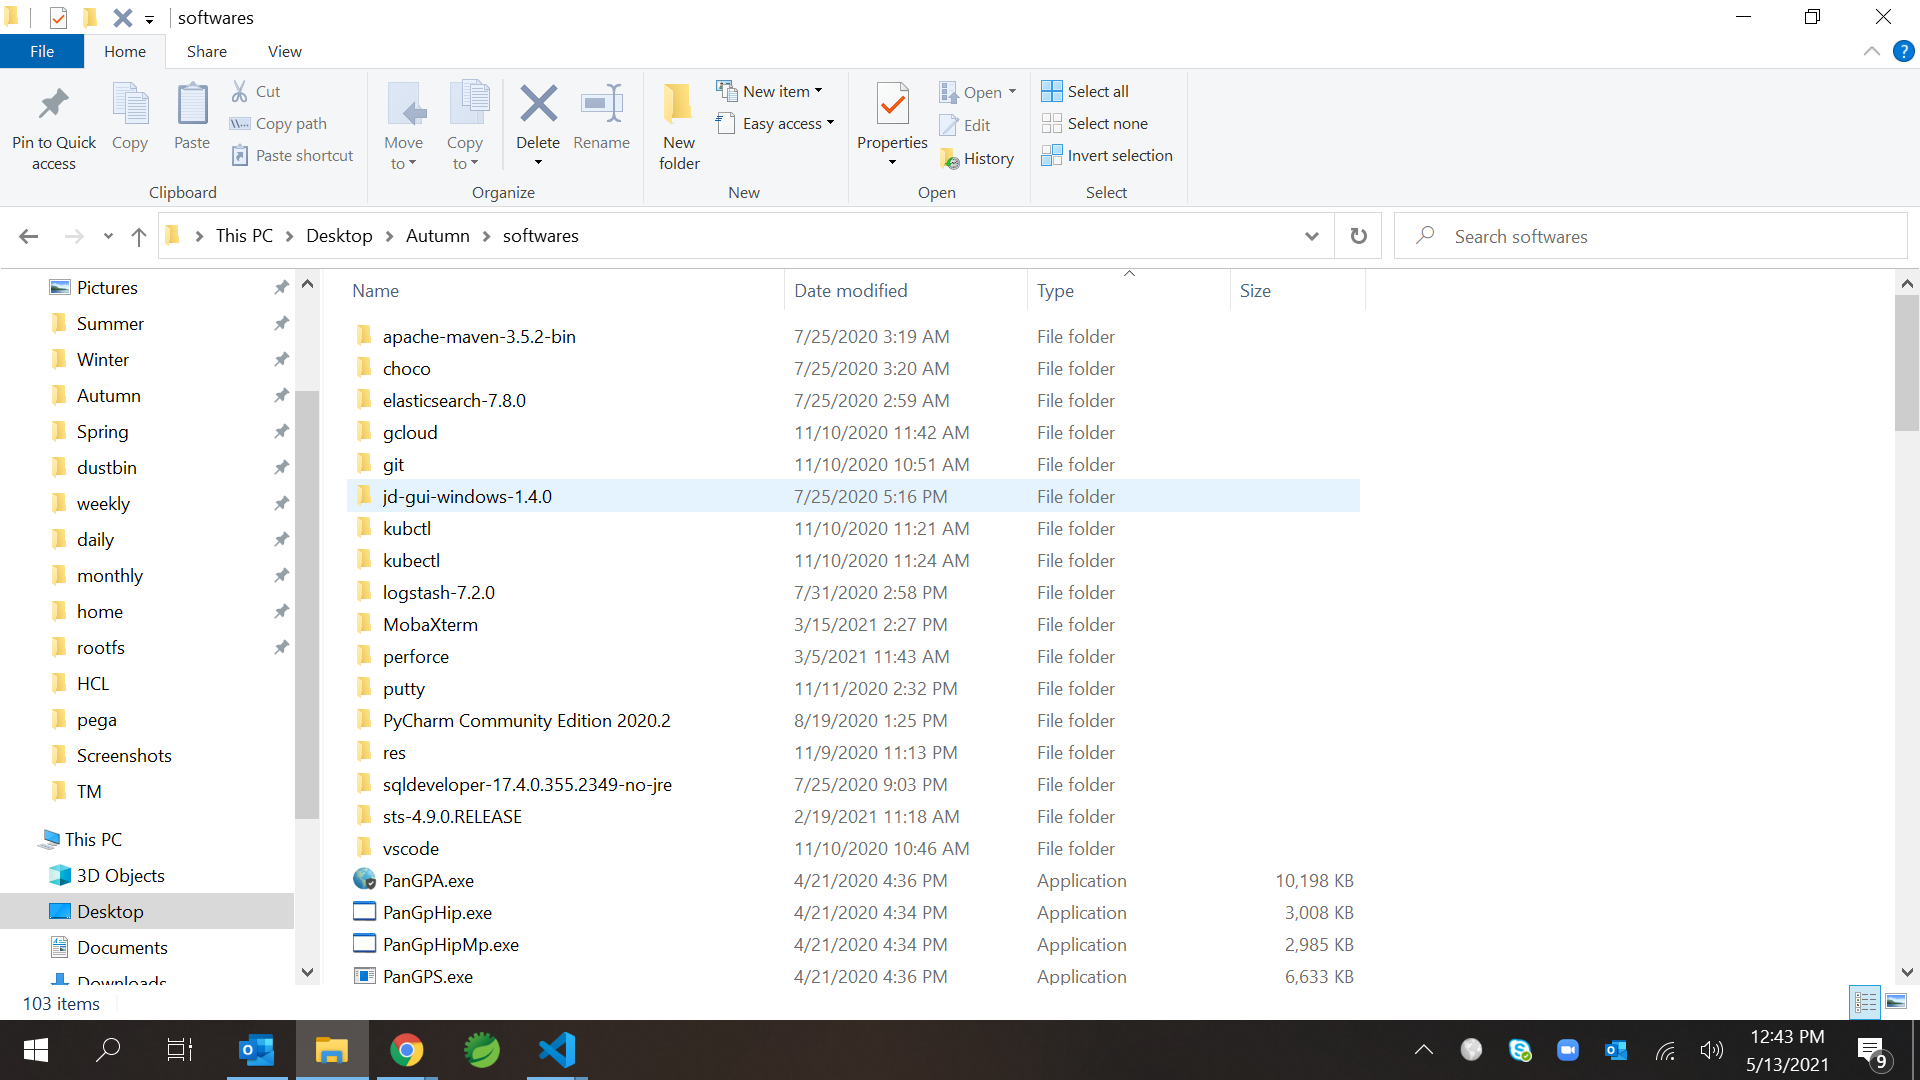 softwares
File Home Share View
Pin to Quick access
Copy
Paste
Cut
Copy path
Paste shortcut
Clipboard
Move to
Copy to
Delete
Rename
Organize
New folder
New item
Easy access
New
Properties
Open
Edit
History
Open
Select all
Select none
Invert selection
Select
This PC > Desktop > Autumn > softwares
Search softwares
Pictures
Summer
Winter
Autumn
Spring
dustbin
weekly
daily
monthly
home
rootfs
HCL
pega
Screenshots
TM
This PC
3D Objects
Desktop
Documents
Downloads
Name Date modified Type Size
apache-maven-3.5.2-bin 7/25/2020 3:19 AM File folder
choco 7/25/2020 3:20 AM File folder
elasticsearch-7.8.0 7/25/2020 2:59 AM File folder
gcloud 11/10/2020 11:42 AM File folder
git 11/10/2020 10:51 AM File folder
jd-gui-windows-1.4.0 7/25/2020 5:16 PM File folder
kubctl 11/10/2020 11:21 AM File folder
kubectl 11/10/2020 11:24 AM File folder
logstash-7.2.0 7/31/2020 2:58 PM File folder
MobaXterm 3/15/2021 2:27 PM File folder
perforce 3/5/2021 11:43 AM File folder
putty 11/11/2020 2:32 PM File folder
PyCharm Community Edition 2020.2 8/19/2020 1:25 PM File folder
res 11/9/2020 11:13 PM File folder
sqldeveloper-17.4.0.355.2349-no-jre 7/25/2020 9:03 PM File folder
sts-4.9.0.RELEASE 2/19/2021 11:18 AM File folder
vscode 11/10/2020 10:46 AM File folder
PanGPA.exe 4/21/2020 4:36 PM Application 10,198 KB
PanGpHip.exe 4/21/2020 4:34 PM Application 3,008 KB
PanGpHipMp.exe 4/21/2020 4:34 PM Application 2,985 KB
PanGPS.exe 4/21/2020 4:36 PM Application 6,633 KB
103 items
12:43 PM
5/13/2021
9